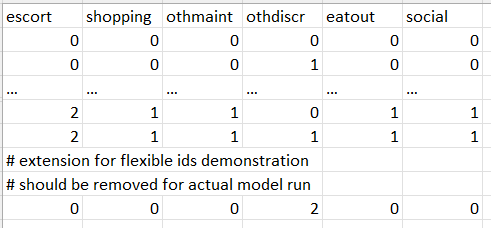 escort shopping othmaint othdiscr eatout social
0 0 0 0 0 0
0 0 0 1 0 0
... ... ... ... ... ...
2 1 1 0 1 1
2 1 1 1 1 1
# extension for flexible ids demonstration
# should be removed for actual model run
0 0 0 2 0 0